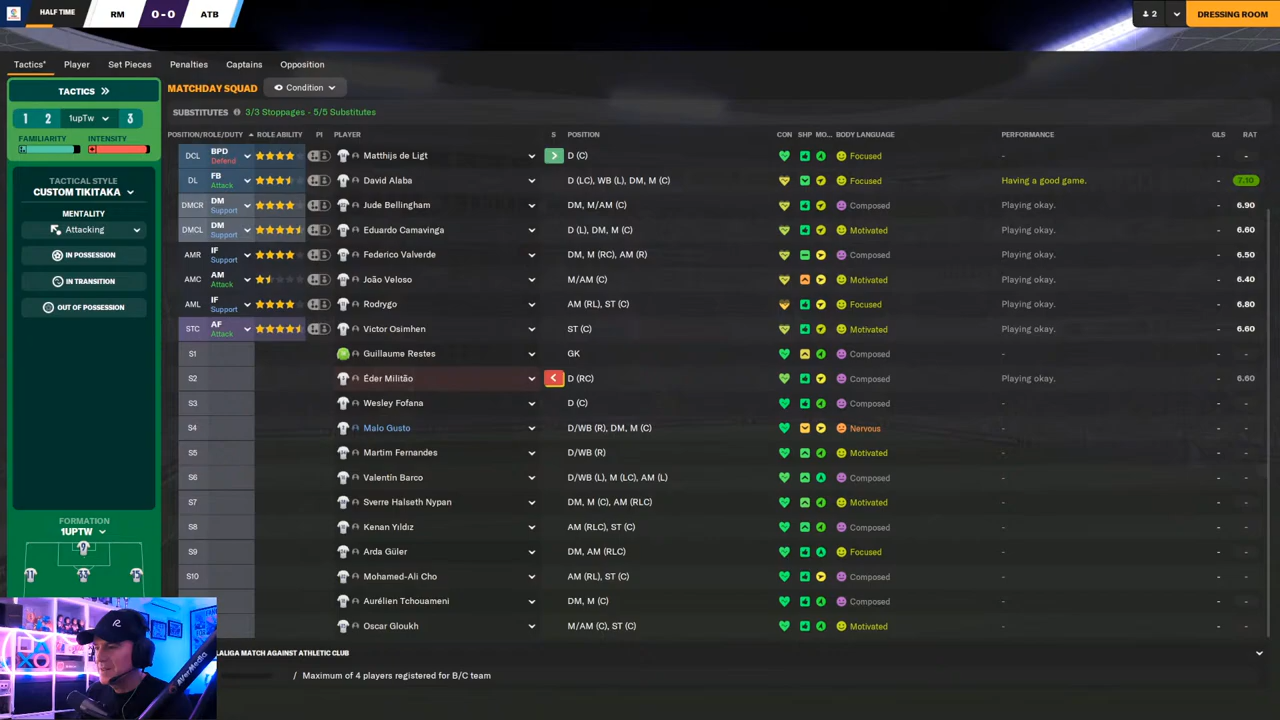 HALF TIME RM 0-0 ATB 2 DRESSING ROOM
Tactics* Player Set Pieces Penalties Captains Opposition
TACTICS
1 2 1upTw 3
FAMILIARITY INTENSITY
TACTICAL STYLE
CUSTOM TIKITAKA
MENTALITY
Attacking
IN POSSESSION
IN TRANSITION
OUT OF POSSESSION
FORMATION
1UPTW
MATCHDAY SQUAD Condition
SUBSTITUTES 3/3 Stoppages - 5/5 Substitutes
POSITION/ROLE/DUTY ROLE ABILITY PI PLAYER S POSITION CON SHP MO... BODY LANGUAGE PERFORMANCE GLS RAT
DCL BPD Defend Matthijs de Ligt D (C) Focused - - -
DL FB Attack David Alaba D (LC), WB (L), DM, M (C) Focused Having a good game. - 7.10
DMCR DM Support Jude Bellingham DM, M/AM (C) Composed Playing okay. - 6.90
DMCL DM Support Eduardo Camavinga D (L), DM, M (C) Motivated Playing okay. - 6.60
AMR IF Support Federico Valverde DM, M (RC), AM (R) Composed Playing okay. - 6.50
AMC AM Attack João Veloso M/AM (C) Motivated Playing okay. - 6.40
AML IF Support Rodrygo AM (RL), ST (C) Focused Playing okay. - 6.80
STC AF Attack Victor Osimhen ST (C) Motivated Playing okay. - 6.60
S1 Guillaume Restes GK Composed - - -
S2 Éder Militão D (RC) Composed Playing okay. - 6.60
S3 Wesley Fofana D (C) Composed - - -
S4 Malo Gusto D/WB (R), DM, M (C) Nervous - - -
S5 Martim Fernandes D/WB (R) Motivated - - -
S6 Valentín Barco D/WB (L), M (LC), AM (L) Composed - - -
S7 Sverre Halseth Nypan DM, M (C), AM (RLC) Motivated - - -
S8 Kenan Yıldız AM (RLC), ST (C) Composed - - -
S9 Arda Güler DM, AM (RLC) Focused - - -
S10 Mohamed-Ali Cho AM (RL), ST (C) Composed - - -
Aurélien Tchouameni DM, M (C) Composed - - -
Oscar Gloukh M/AM (C), ST (C) Motivated - - -
LALIGA MATCH AGAINST ATHLETIC CLUB
/ Maximum of 4 players registered for B/C team
AVerMedia